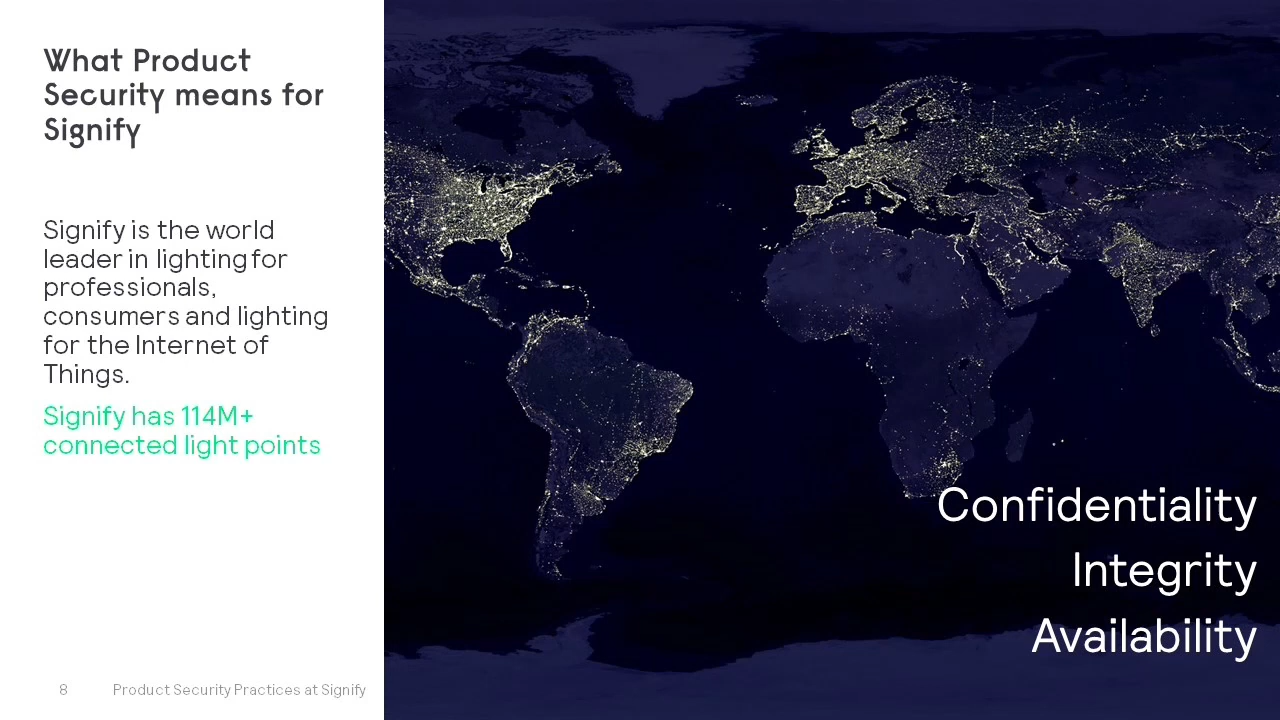 What Product
Security means for
Signify
Signify is the world
leader in lighting for
professionals,
consumers and lighting
for the Internet of
Things.
Signify has 114M+
connected light points
Confidentiality
Integrity
Availability
8 Product Security Practices at Signify